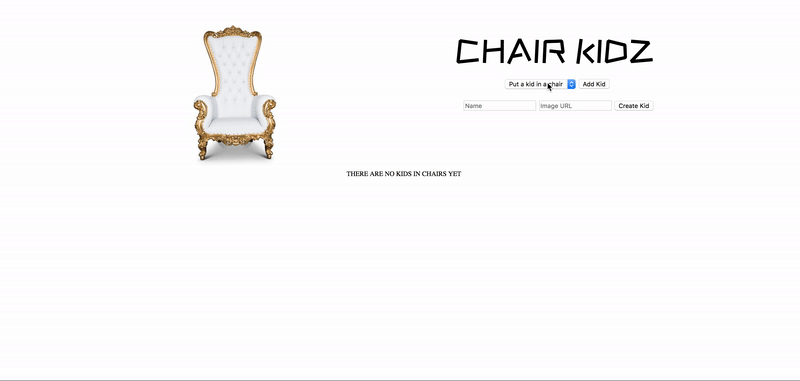 CHAIR KIDZ
Put a kid in a chair Add Kid
Name Image URL Create Kid
THERE ARE NO KIDS IN CHAIRS YET